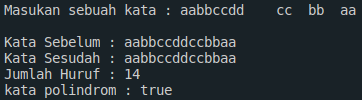 Masukan sebuah kata : aabbccdd    cc  bb  aa
Kata Sebelum : aabbccddccbbaa
Kata Sesudah : aabbccddccbbaa
Jumlah Huruf : 14
kata polindrom : true